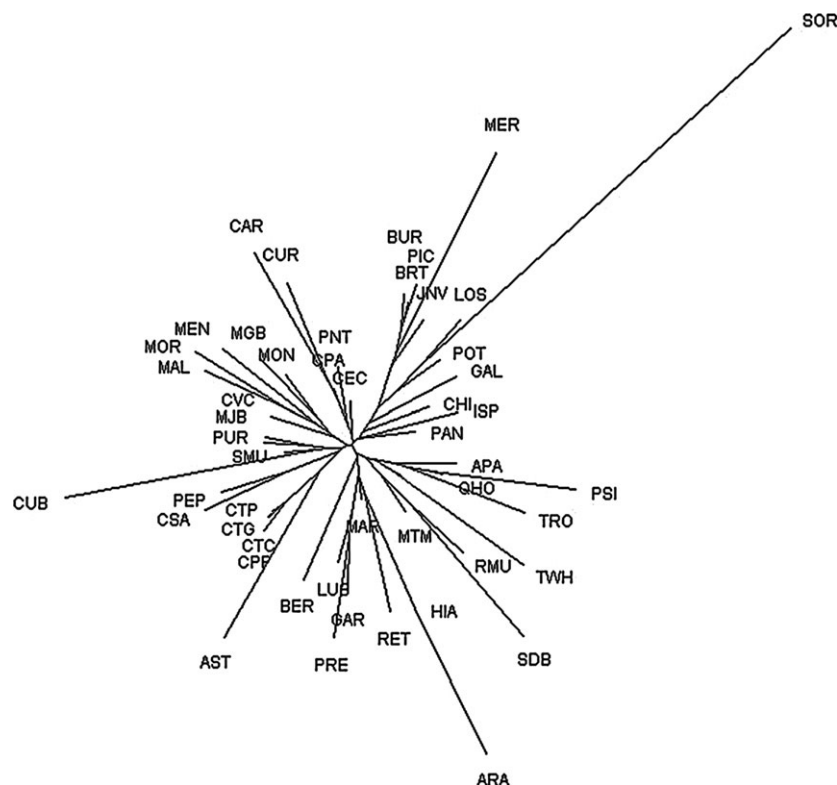 SOR
MER
CAR
BUR
CUR
PIC
BRT
JNV
LOS
MEN
MGB
PNT
MOR
MON
CPA
POT
MAL
CEC
GAL
CVC
CHI
ISP
MJB
PAN
PUR
SMU
APA
QHO
PSI
CUB
PEP
CSA
CTP
TRO
CTG
MAR
MTM
CTC
RMU
TWH
LUB
BER
GAR
HIA
RET
AST
PRE
SDB
ARA